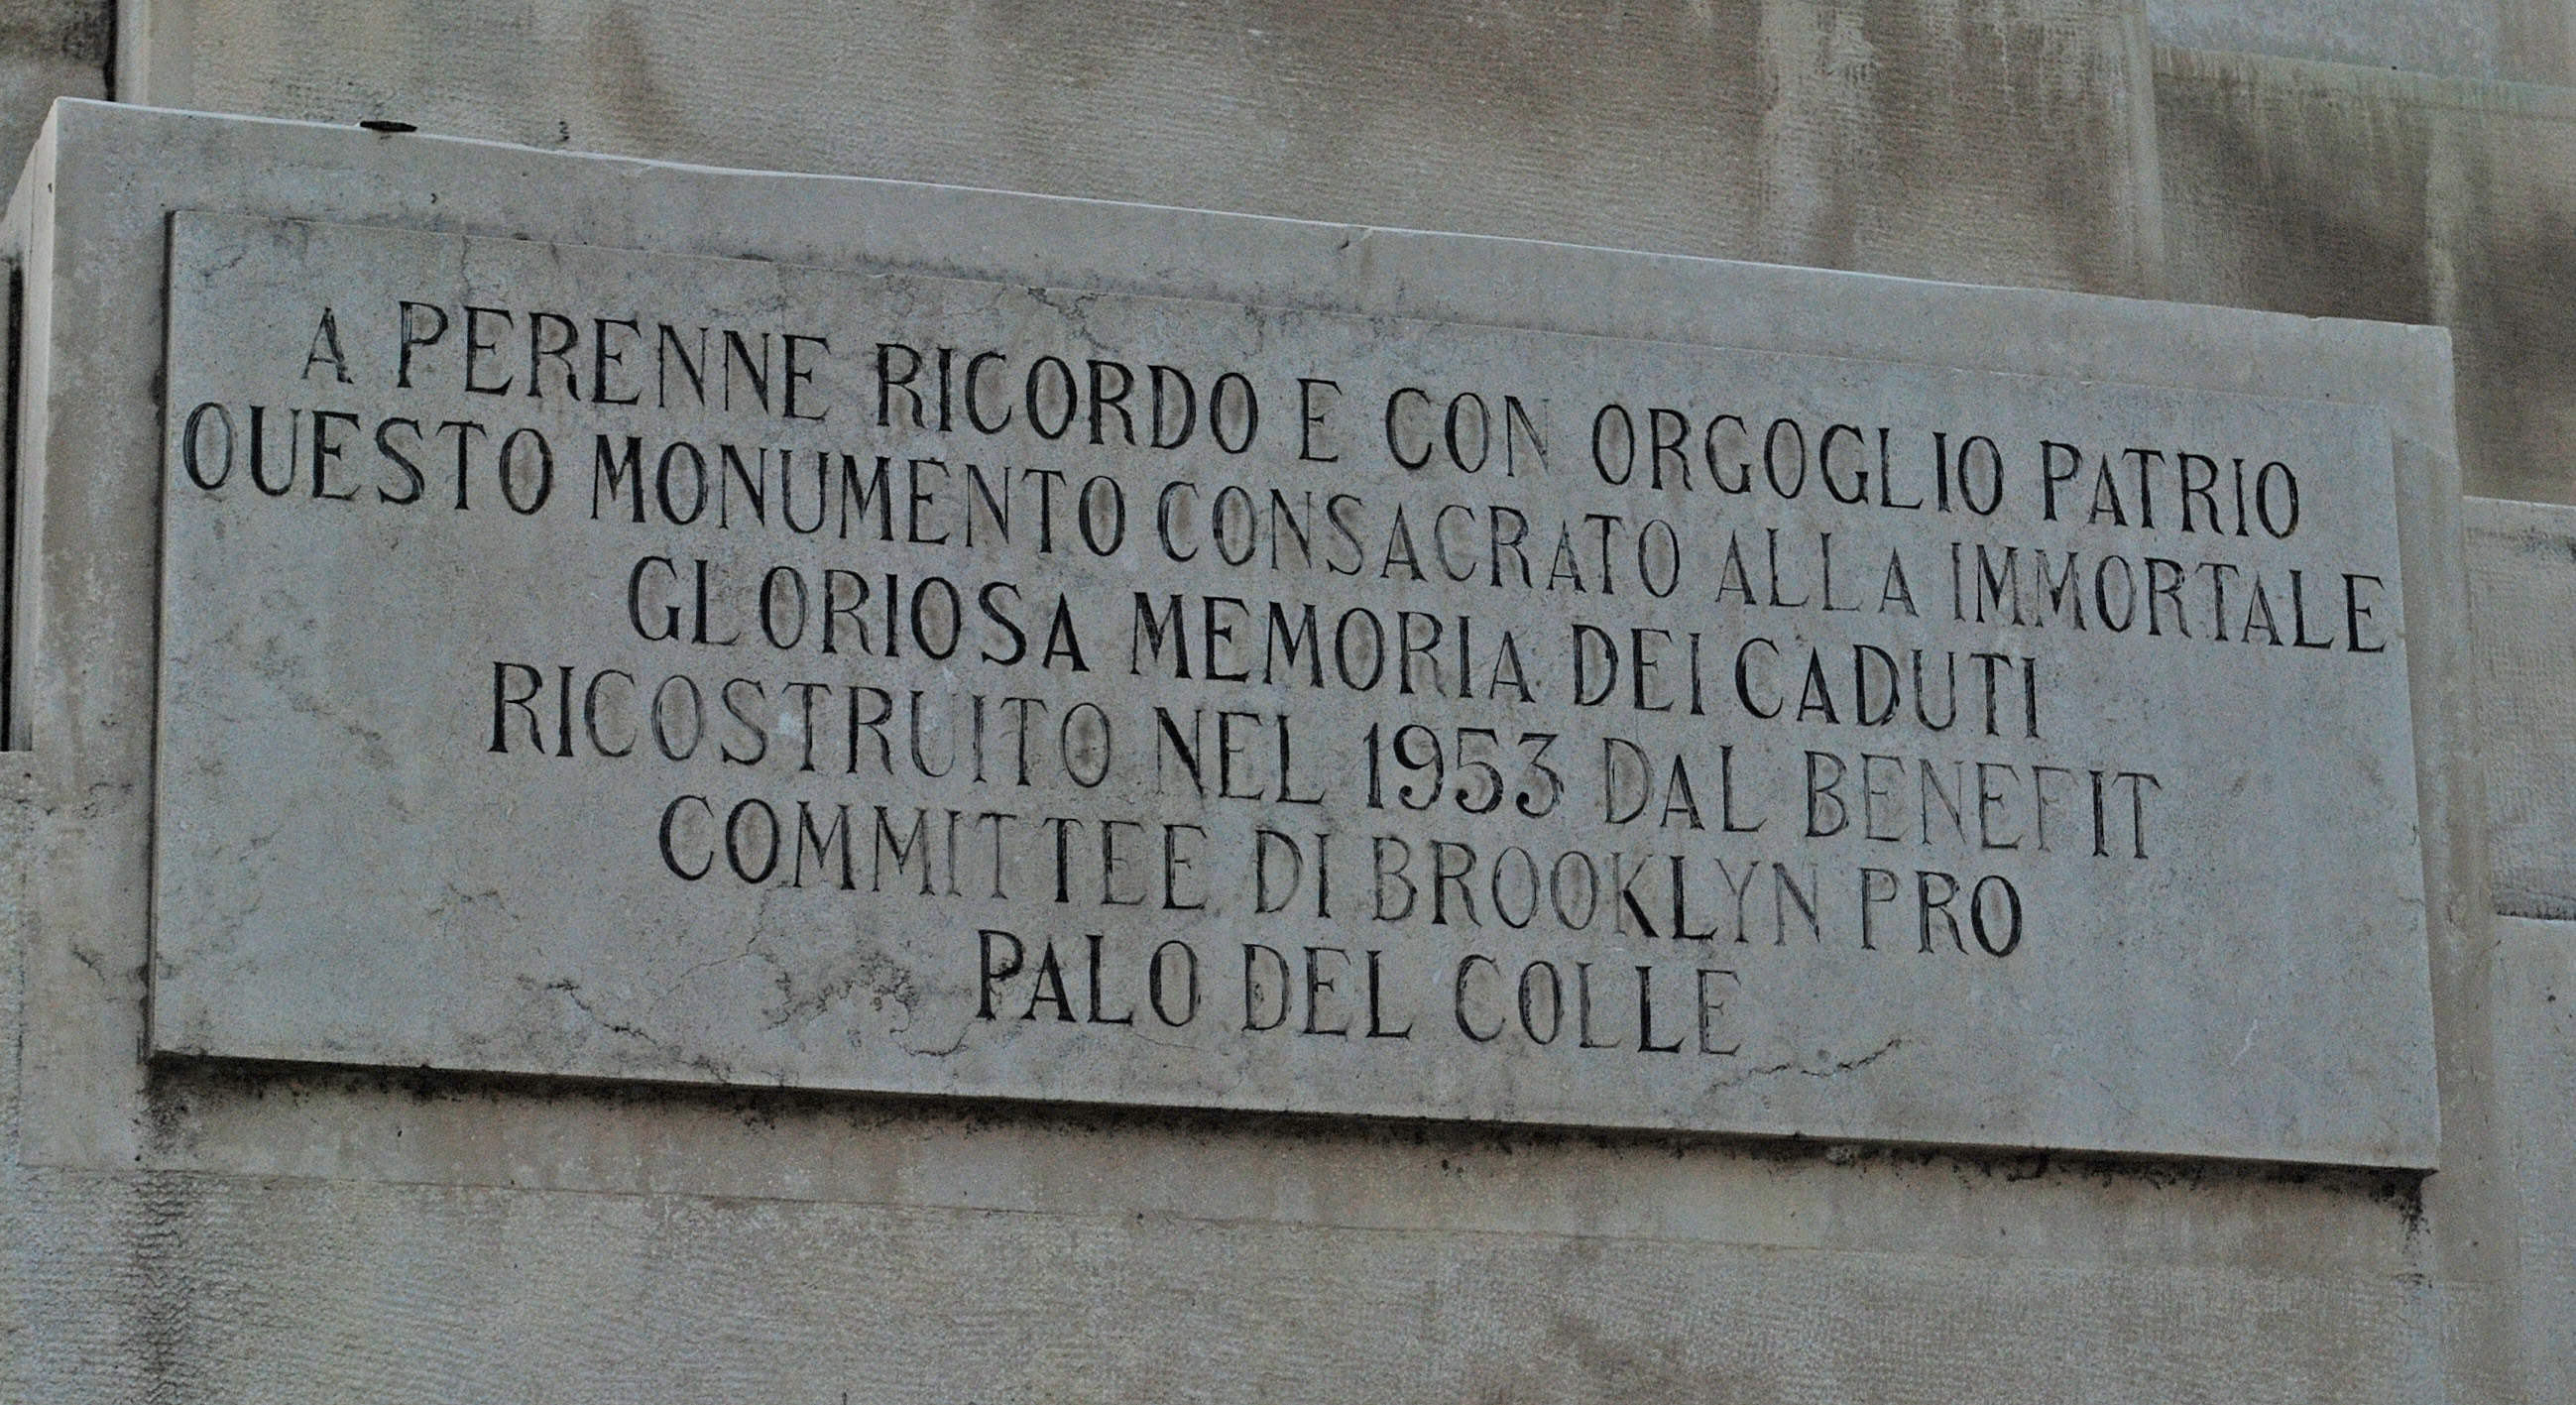 A PERENNE RICORDO E CON ORGOGLIO PATRIO
QUESTO MONUMENTO CONSACRATO ALLA IMMORTALE
GLORIOSA MEMORIA DEI CADUTI
RICOSTRUITO NEL 1953 DAL BENEFIT
COMMITTEE DI BROOKLYN PRO
PALO DEL COLLE